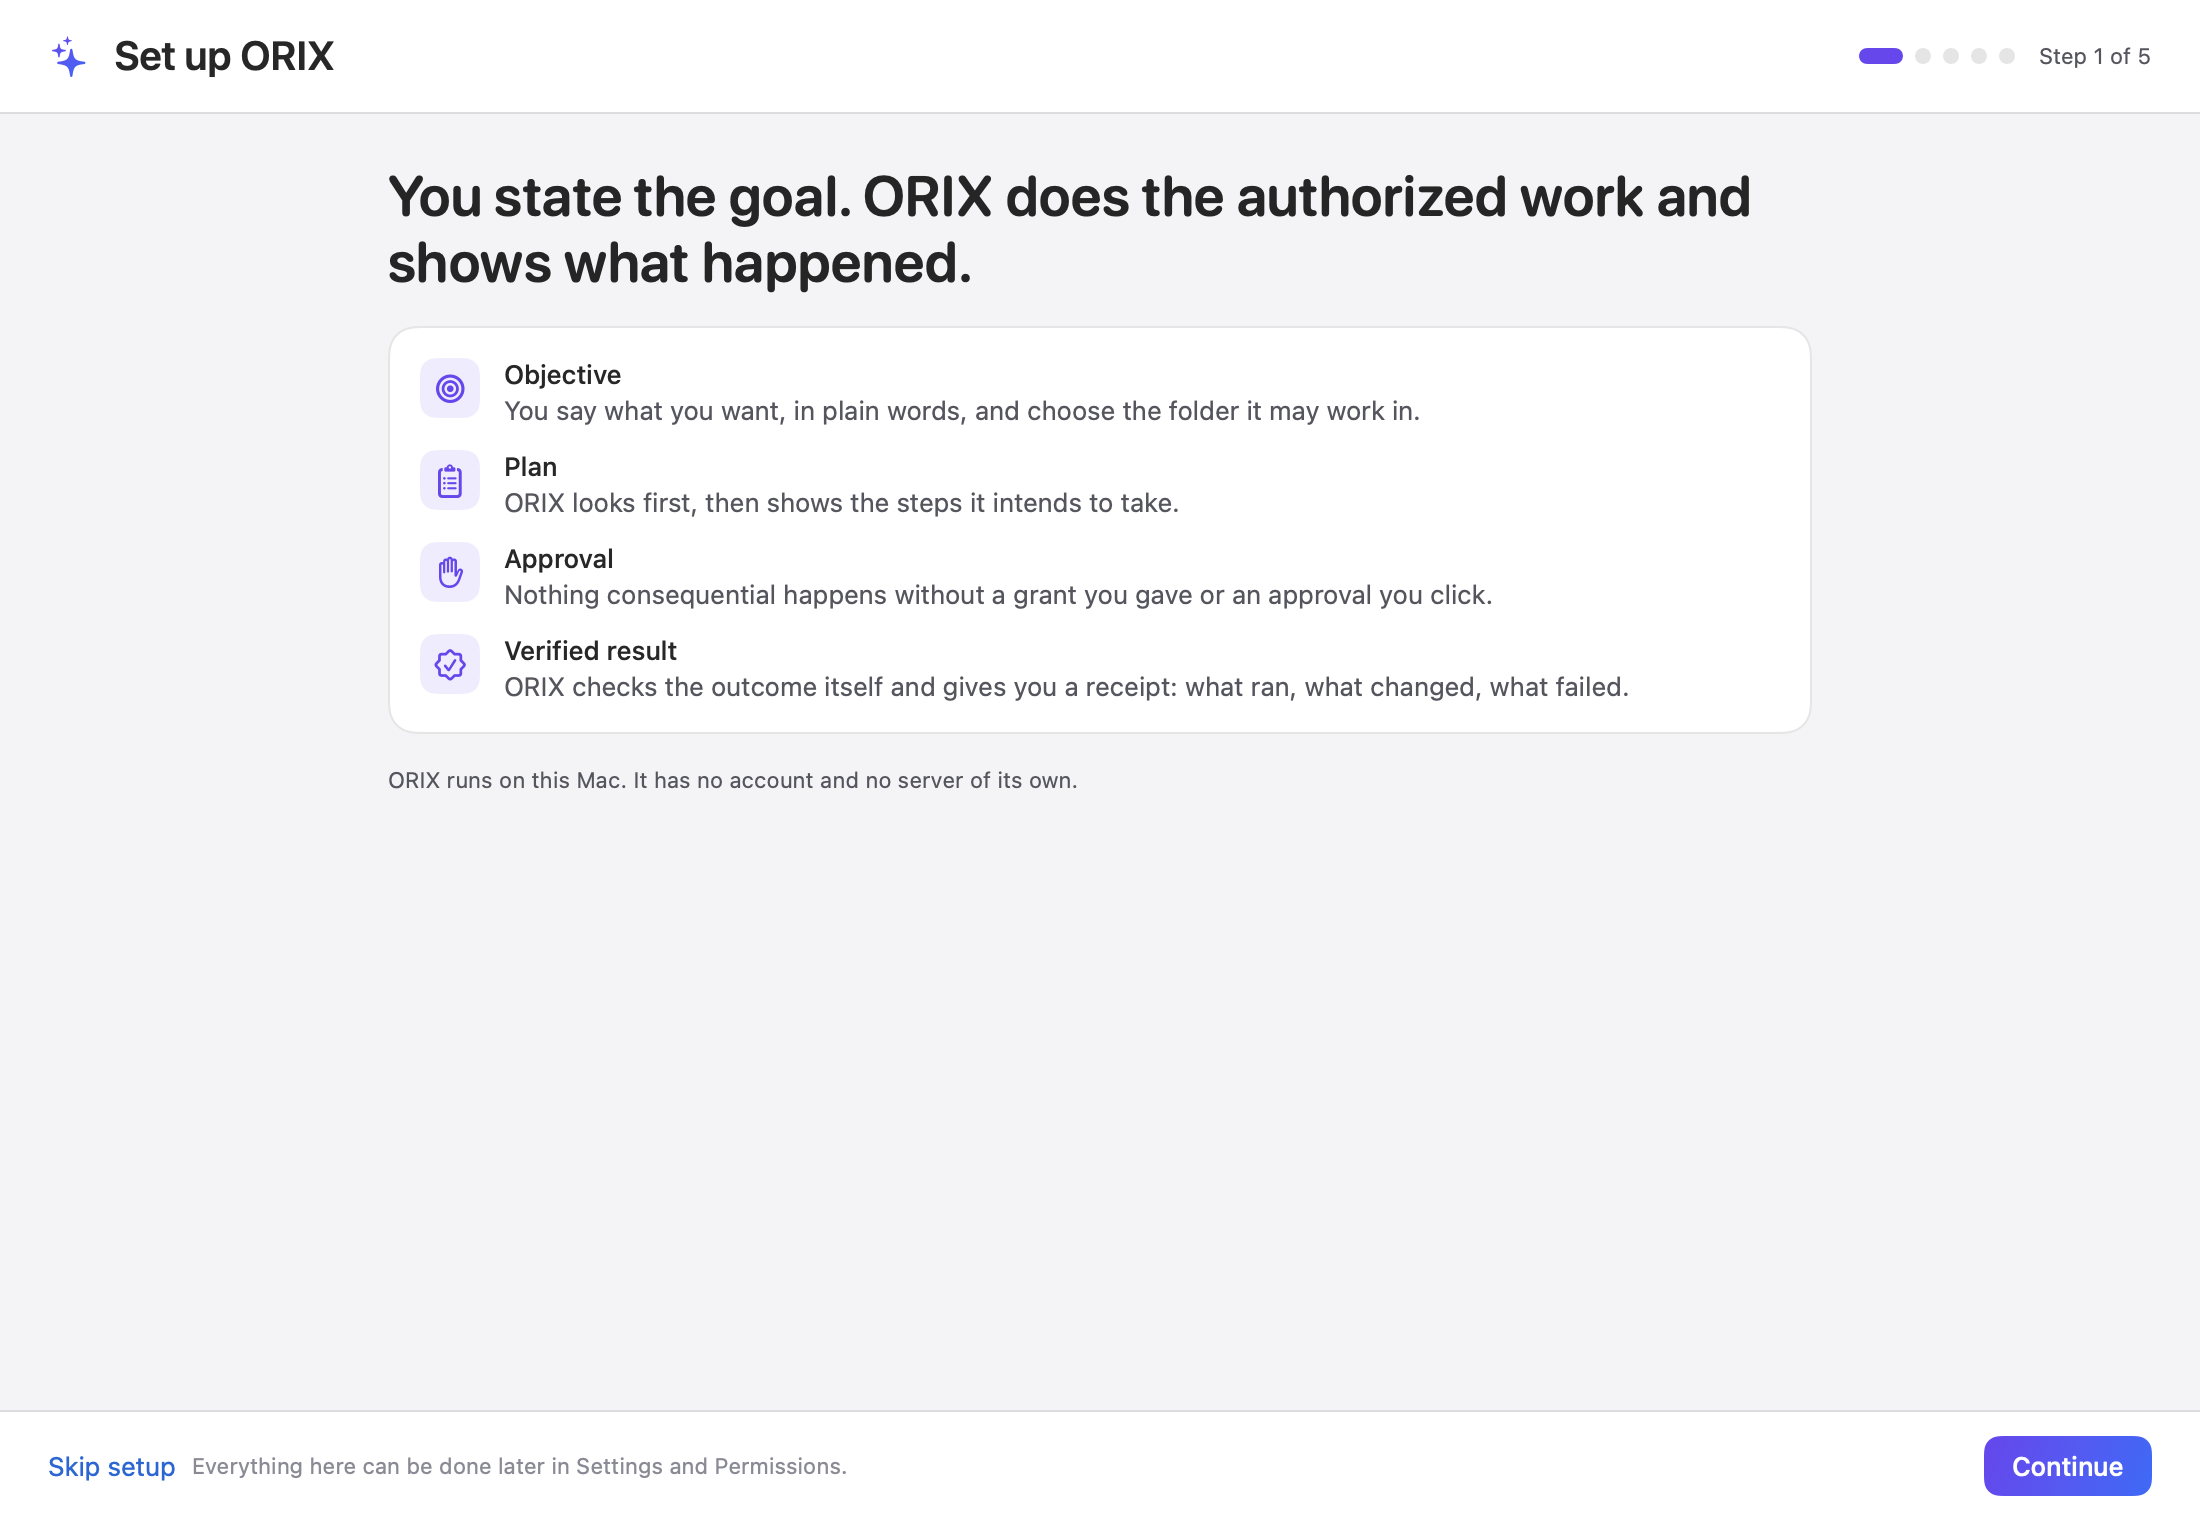 Set up ORIX
Step 1 of 5
You state the goal. ORIX does the authorized work and
shows what happened.
Objective
You say what you want, in plain words, and choose the folder it may work in.
Plan
ORIX looks first, then shows the steps it intends to take.
Approval
Nothing consequential happens without a grant you gave or an approval you click.
Verified result
ORIX checks the outcome itself and gives you a receipt: what ran, what changed, what failed.
ORIX runs on this Mac. It has no account and no server of its own.
Skip setup
Everything here can be done later in Settings and Permissions.
Continue